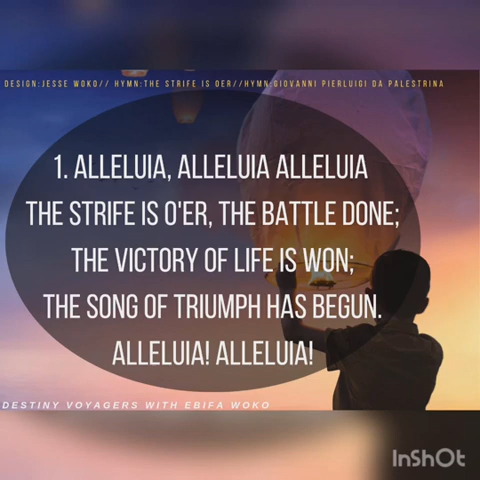 DESIGN:JESSE WOKO// HYMN:THE STRIFE IS OER//HYMN:GIOVANNI PIERLUIGI DA PALESTRINA
1. ALLELUIA, ALLELUIA ALLELUIA
THE STRIFE IS O'ER, THE BATTLE DONE;
THE VICTORY OF LIFE IS WON;
THE SONG OF TRIUMPH HAS BEGUN.
ALLELUIA! ALLELUIA!
DESTINY VOYAGERS WITH EBIFA WOKO
InShOt